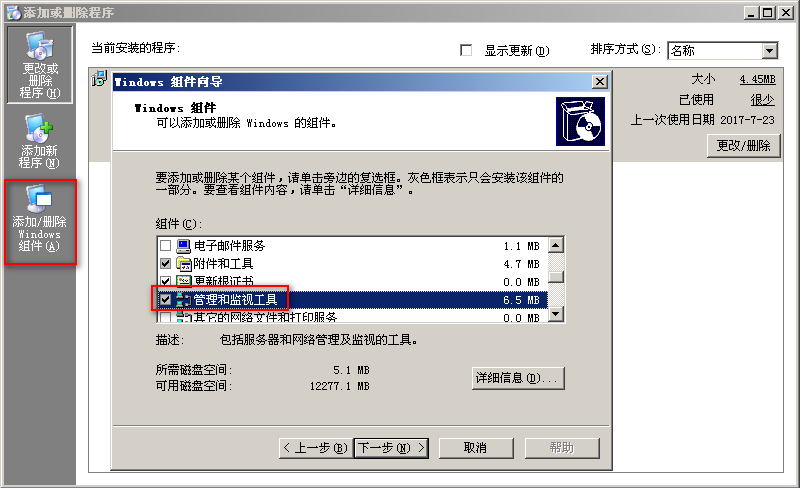 添加或删除程序
更改或
删除
程序(H)
添加新
程序(N)
添加/删除
Windows
组件(A)
当前安装的程序:
显示更新(D)
排序方式(S):
名称
大小
4.45MB
已使用
很少
上一次使用日期
2017-7-23
更改/删除
Windows 组件向导
Windows 组件
可以添加或删除 Windows 的组件。
要添加或删除某个组件，请单击旁边的复选框。灰色框表示只会安装该组件的
一部分。要查看组件内容，请单击“详细信息”。
组件(C):
电子邮件服务 1.1 MB
附件和工具 4.7 MB
更新根证书 0.0 MB
管理和监视工具 6.5 MB
其它的网络文件和打印服务 0.0 MB
描述: 包括服务器和网络管理及监视的工具。
所需磁盘空间: 5.1 MB
可用磁盘空间: 12277.1 MB
详细信息(D)...
< 上一步(B)
下一步(N) >
取消
帮助